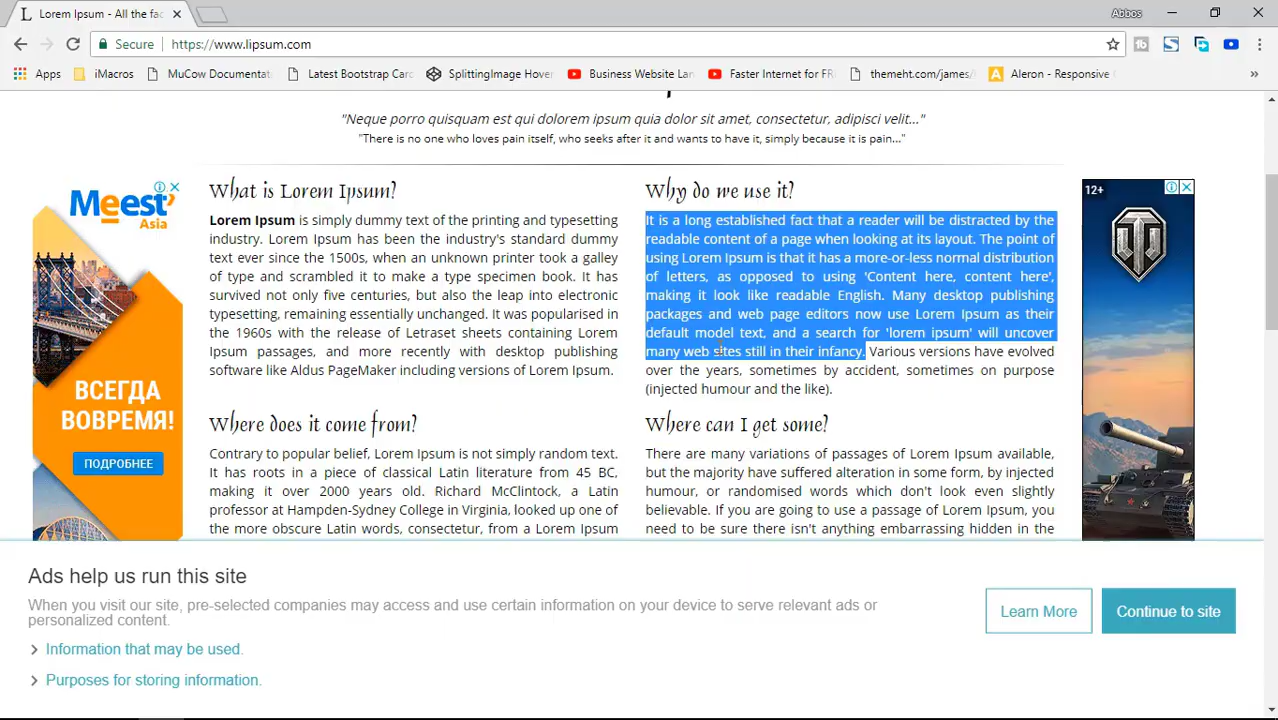 Lorem Ipsum - All the fac
Abbos
Secure
https://www.lipsum.com
Apps
iMacros
MuCow Documentat
Latest Bootstrap Card
SplittingImage Hover
Business Website Lan
Faster Internet for FR
themeht.com/james/
Aleron - Responsive
"Neque porro quisquam est qui dolorem ipsum quia dolor sit amet, consectetur, adipisci velit..."
"There is no one who loves pain itself, who seeks after it and wants to have it, simply because it is pain..."
Meest
Asia
ВСЕГДА
ВОВРЕМЯ!
ПОДРОБНЕЕ
What is Lorem Ipsum?
Lorem Ipsum is simply dummy text of the printing and typesetting
industry. Lorem Ipsum has been the industry's standard dummy
text ever since the 1500s, when an unknown printer took a galley
of type and scrambled it to make a type specimen book. It has
survived not only five centuries, but also the leap into electronic
typesetting, remaining essentially unchanged. It was popularised in
the 1960s with the release of Letraset sheets containing Lorem
Ipsum passages, and more recently with desktop publishing
software like Aldus PageMaker including versions of Lorem Ipsum.
Why do we use it?
It is a long established fact that a reader will be distracted by the
readable content of a page when looking at its layout. The point of
using Lorem Ipsum is that it has a more-or-less normal distribution
of letters, as opposed to using 'Content here, content here',
making it look like readable English. Many desktop publishing
packages and web page editors now use Lorem Ipsum as their
default model text, and a search for 'lorem ipsum' will uncover
many web sites still in their infancy. Various versions have evolved
over the years, sometimes by accident, sometimes on purpose
(injected humour and the like).
12+
Where does it come from?
Contrary to popular belief, Lorem Ipsum is not simply random text.
It has roots in a piece of classical Latin literature from 45 BC,
making it over 2000 years old. Richard McClintock, a Latin
professor at Hampden-Sydney College in Virginia, looked up one of
the more obscure Latin words, consectetur, from a Lorem Ipsum
Where can I get some?
There are many variations of passages of Lorem Ipsum available,
but the majority have suffered alteration in some form, by injected
humour, or randomised words which don't look even slightly
believable. If you are going to use a passage of Lorem Ipsum, you
need to be sure there isn't anything embarrassing hidden in the
Ads help us run this site
When you visit our site, pre-selected companies may access and use certain information on your device to serve relevant ads or
personalized content.
Information that may be used.
Purposes for storing information.
Learn More
Continue to site